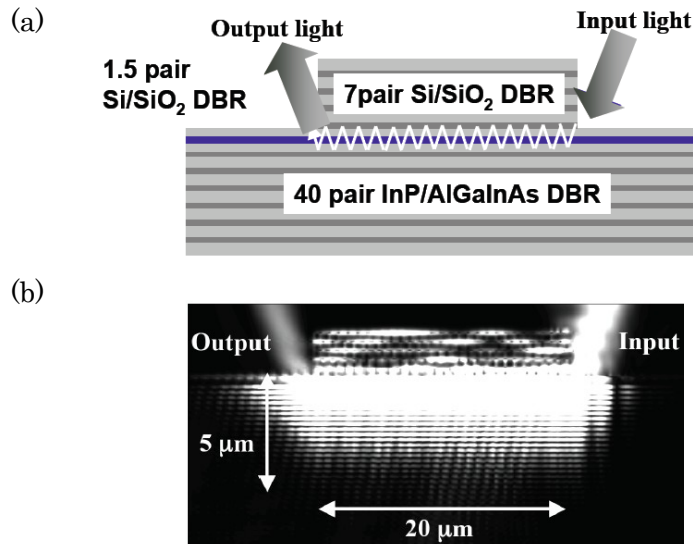 (a)
Output light
Input light
1.5 pair
Si/SiO₂ DBR
7pair Si/SiO₂ DBR
40 pair InP/AlGaInAs DBR
(b)
Output
Input
5 μm
20 μm